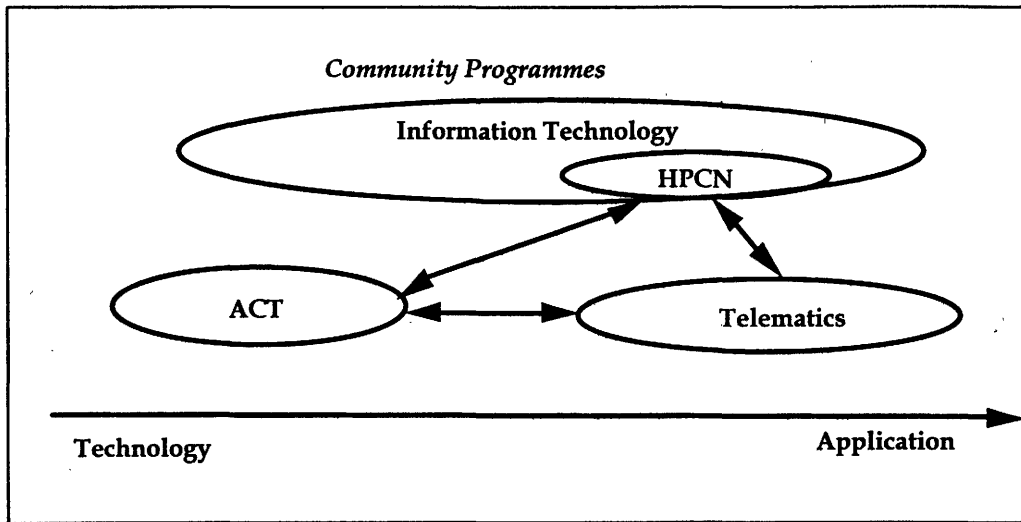 Community Programmes
Information Technology
HPCN
ACT
Telematics
Technology
Application